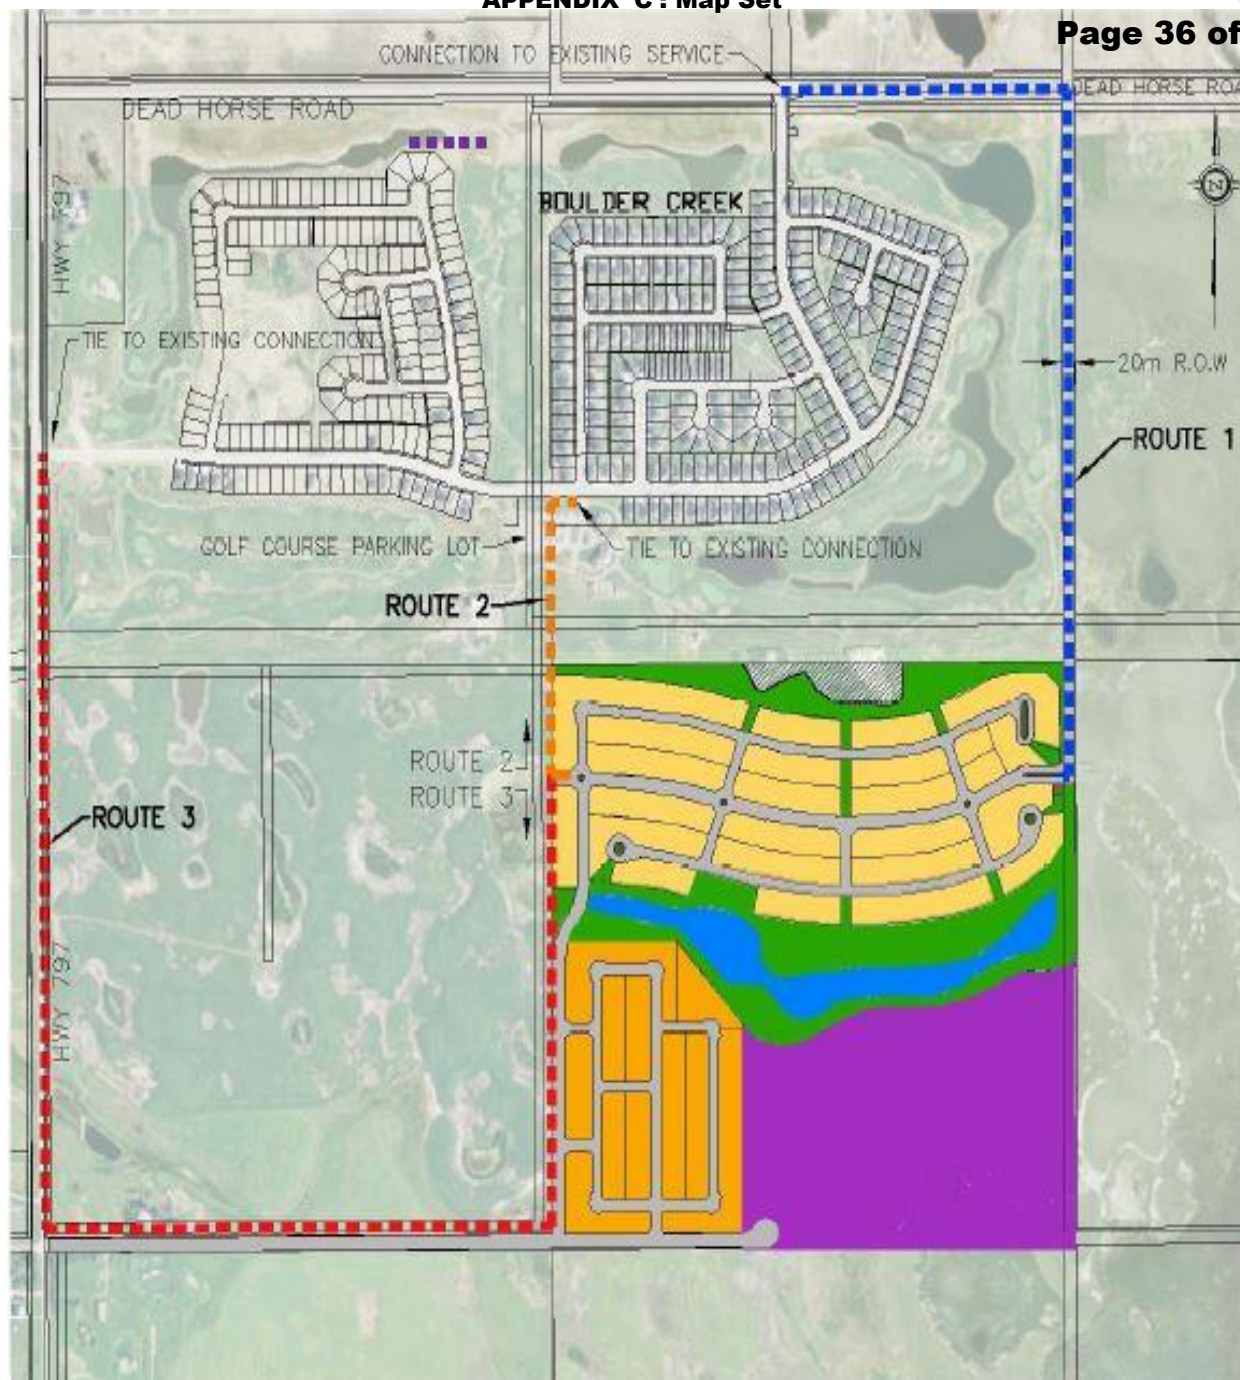 APPENDIX 'C': Map Set
Page 36 of
CONNECTION TO EXISTING SERVICE
DEAD HORSE ROAD
DEAD HORSE ROA
HWY 797
N
BOULDER CREEK
TIE TO EXISTING CONNECTION
20m R.O.W
ROUTE 1
GOLF COURSE PARKING LOT
TIE TO EXISTING CONNECTION
ROUTE 2
ROUTE 2
ROUTE 3
ROUTE 3
HWY 797